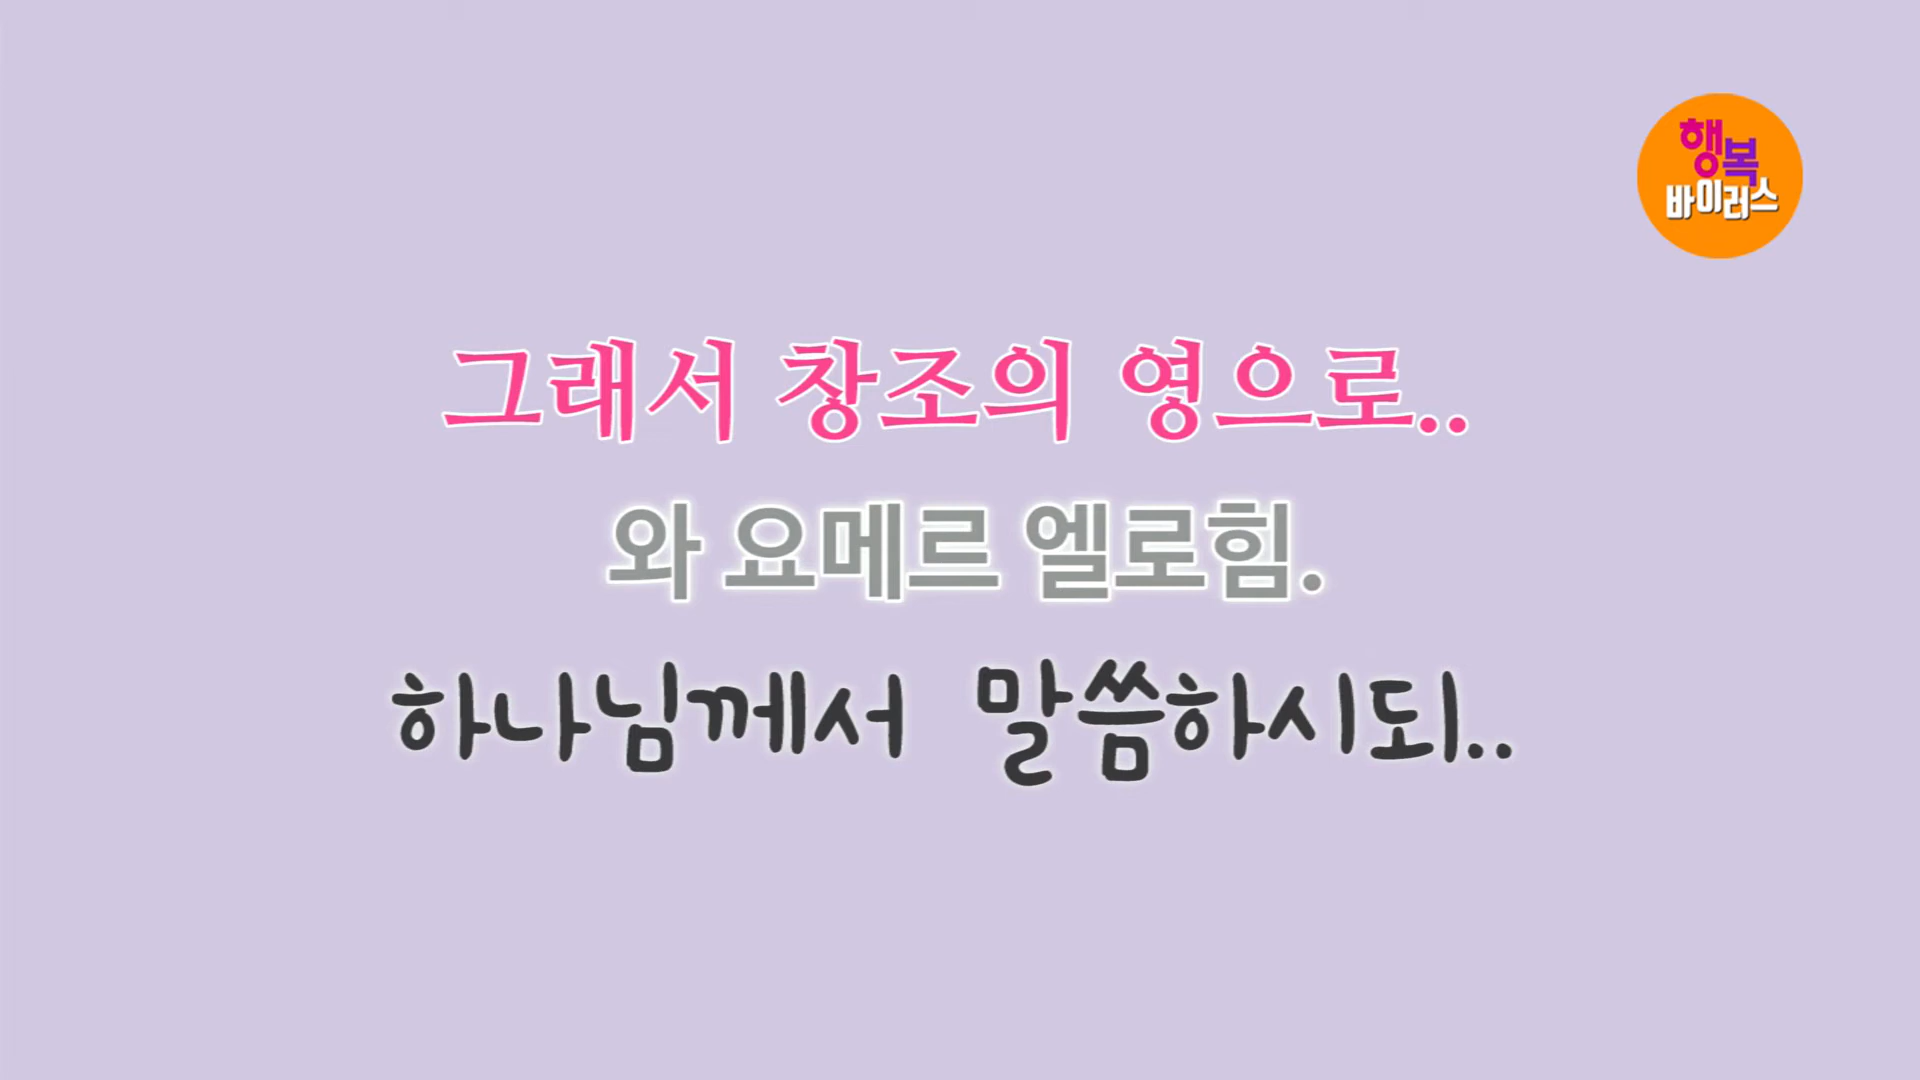 행복
바이러스
그래서 창조의 영으로..
와 요메르 엘로힘.
하나님께서 말씀하시되..